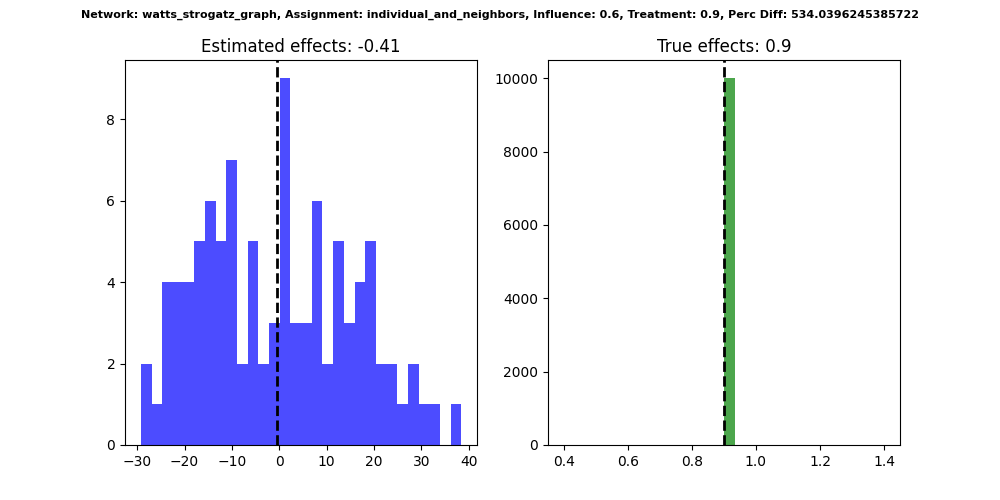 Network: watts_strogatz_graph, Assignment: individual_and_neighbors, Influence: 0.6, Treatment: 0.9, Perc Diff: 534.0396245385722
Estimated effects: -0.41
True effects: 0.9
8
6
4
2
0
−30 −20 −10 0 10 20 30 40
10000
8000
6000
4000
2000
0
0.4 0.6 0.8 1.0 1.2 1.4